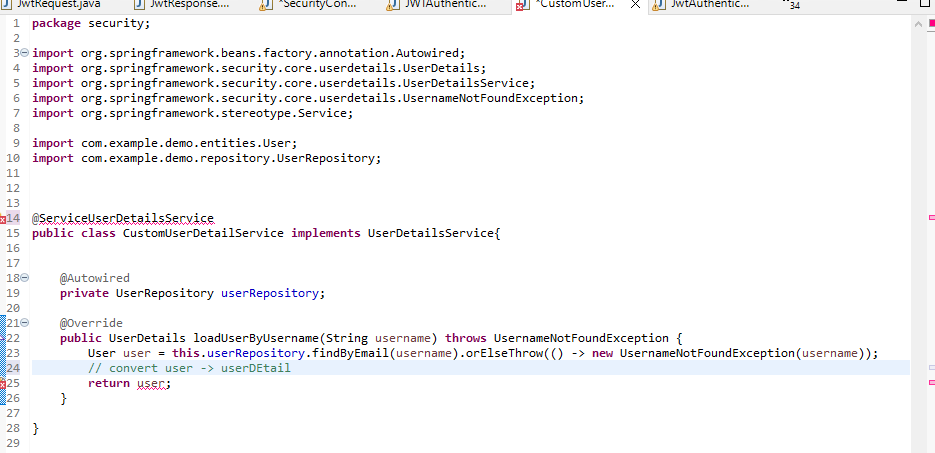 JwtRequest.java
JwtResponse....
*SecurityCon...
JWTAuthentic...
*CustomUser...
JwtAuthentic...
34
1 package security;
2
3 import org.springframework.beans.factory.annotation.Autowired;
4 import org.springframework.security.core.userdetails.UserDetails;
5 import org.springframework.security.core.userdetails.UserDetailsService;
6 import org.springframework.security.core.userdetails.UsernameNotFoundException;
7 import org.springframework.stereotype.Service;
8
9 import com.example.demo.entities.User;
10 import com.example.demo.repository.UserRepository;
11
12
13
14 @ServiceUserDetailsService
15 public class CustomUserDetailService implements UserDetailsService{
16
17
18 @Autowired
19 private UserRepository userRepository;
20
21 @Override
22 public UserDetails loadUserByUsername(String username) throws UsernameNotFoundException {
23 User user = this.userRepository.findByEmail(username).orElseThrow(() -> new UsernameNotFoundException(username));
24 // convert user -> userDEtail
25 return user;
26 }
27
28 }
29